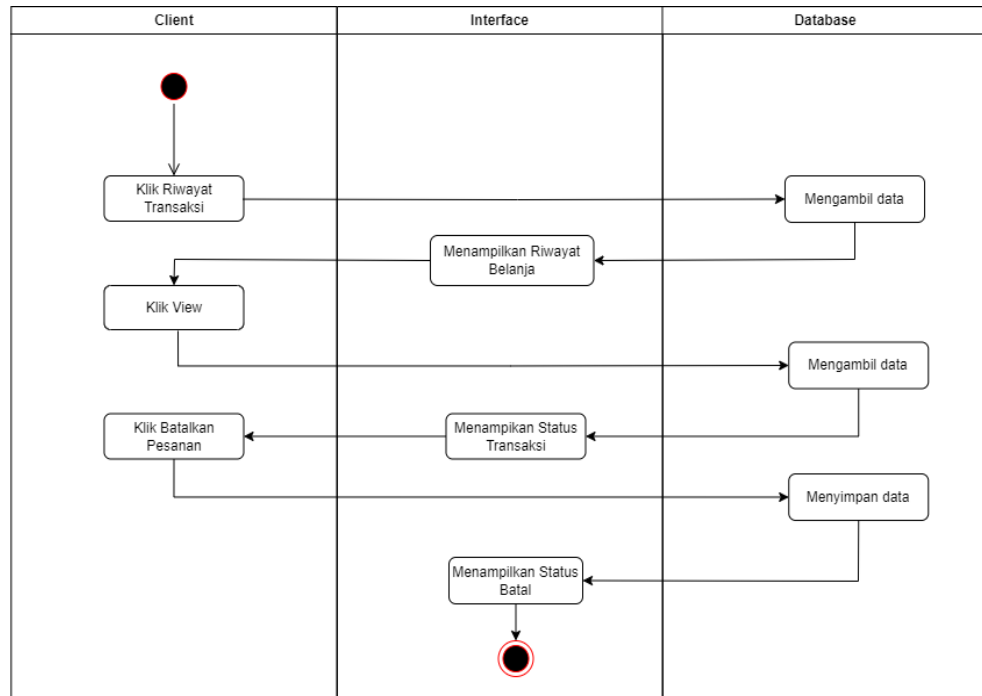 Client
Interface
Database
Klik Riwayat
Transaksi
Mengambil data
Menampilkan Riwayat
Belanja
Klik View
Mengambil data
Klik Batalkan
Pesanan
Menampikan Status
Transaksi
Menyimpan data
Menampilkan Status
Batal